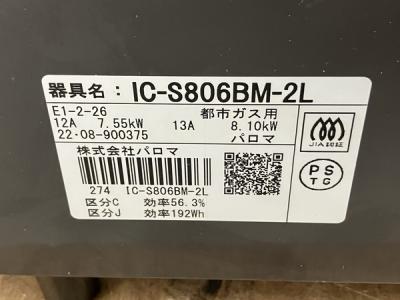 器具名： IC-S806BM-2L
E1-2-26 都市ガス用
12A 7.55kW 13A 8.10kW
22・08-900375 パロマ
株式会社パロマ
JIA認証
PS
TG
274 IC-S806BM-2L
区分C 効率56.3%
区分J 効率192Wh